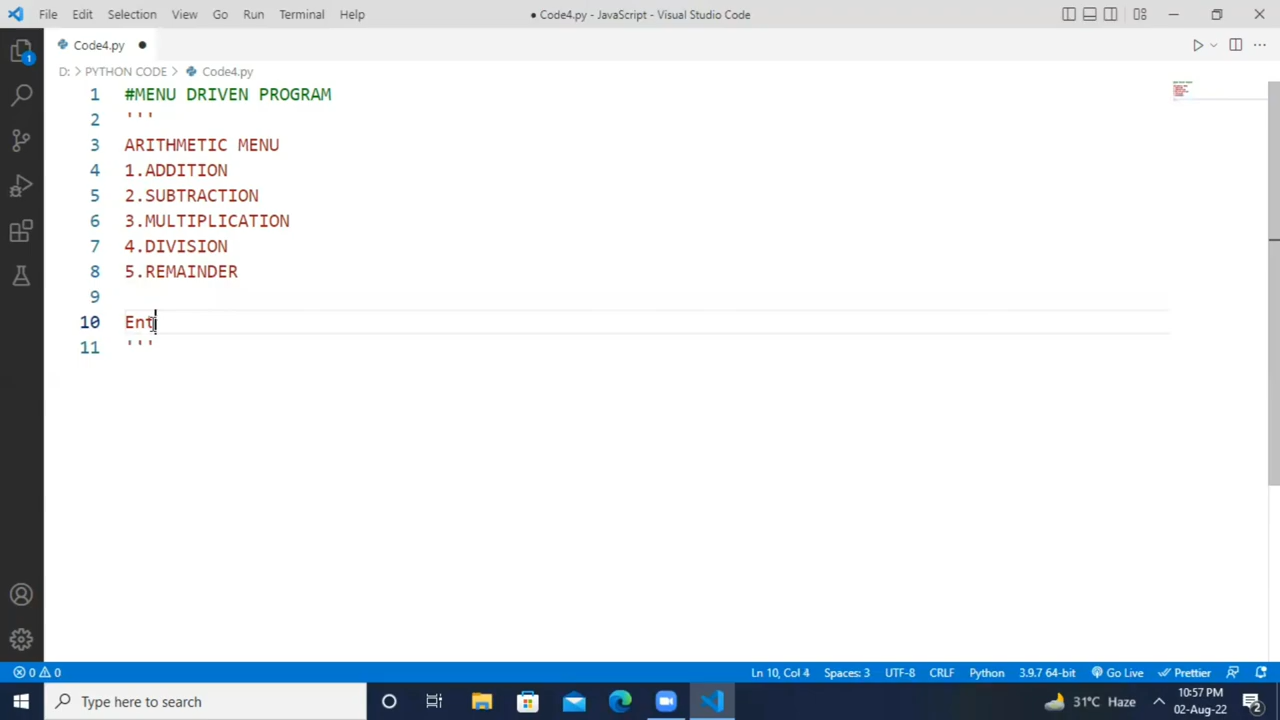 File Edit Selection View Go Run Terminal Help ● Code4.py - JavaScript - Visual Studio Code
Code4.py ●
D: > PYTHON CODE > Code4.py
1 #MENU DRIVEN PROGRAM
2 '''
3 ARITHMETIC MENU
4 1.ADDITION
5 2.SUBTRACTION
6 3.MULTIPLICATION
7 4.DIVISION
8 5.REMAINDER
9
10 Ent
11 '''
1
0 0 Ln 10, Col 4 Spaces: 3 UTF-8 CRLF Python 3.9.7 64-bit Go Live Prettier
Type here to search 31°C Haze 10:57 PM
02-Aug-22 2